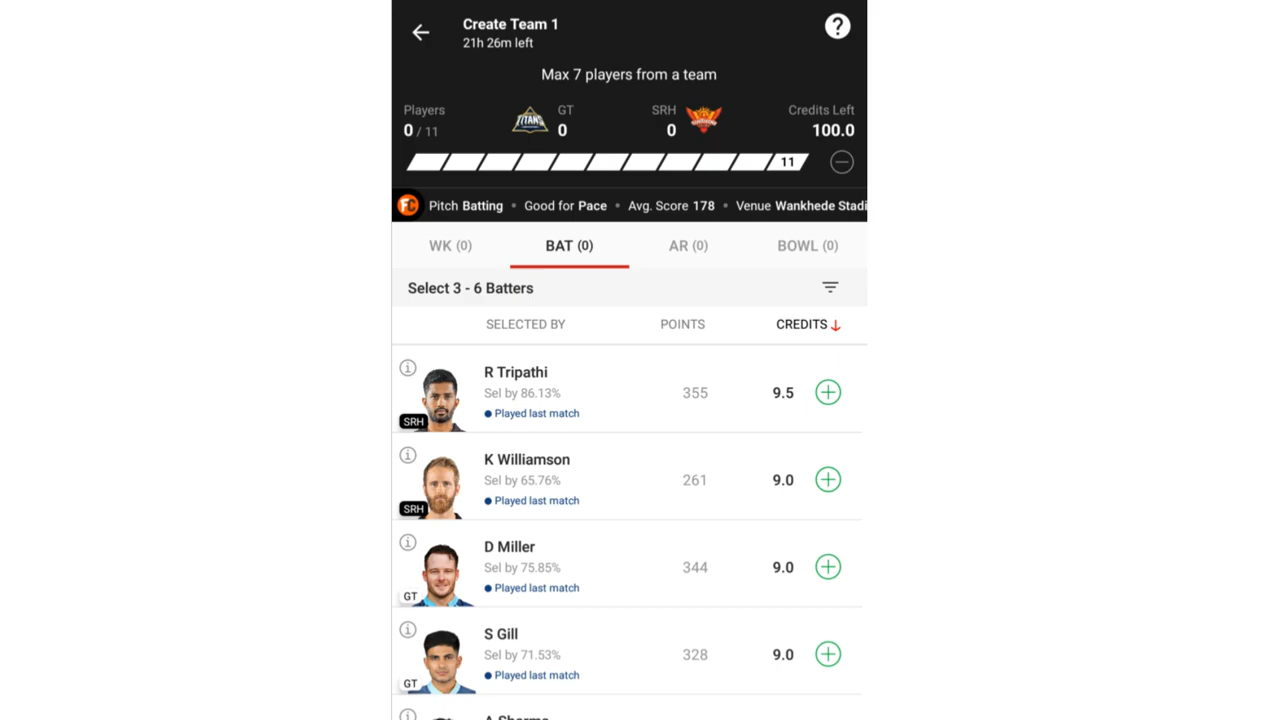 Create Team 1
21h 26m left
?
Max 7 players from a team
Players GT SRH Credits Left
0 / 11 TITANS 0 0 100.0
11
FC Pitch Batting • Good for Pace • Avg. Score 178 • Venue Wankhede Stadi
WK (0) BAT (0) AR (0) BOWL (0)
Select 3 - 6 Batters
SELECTED BY POINTS CREDITS
R Tripathi
Sel by 86.13% 355 9.5
Played last match
SRH
K Williamson
Sel by 65.76% 261 9.0
Played last match
SRH
D Miller
Sel by 75.85% 344 9.0
Played last match
GT
S Gill
Sel by 71.53% 328 9.0
Played last match
GT